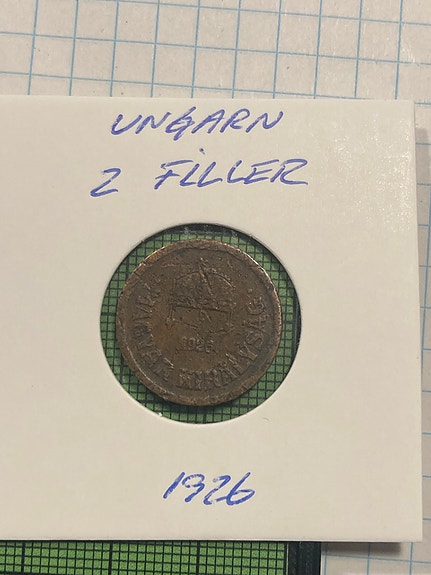 UNGARN
2 FILLER
MAGYAR KIRÁLYSÁG
1926
1926